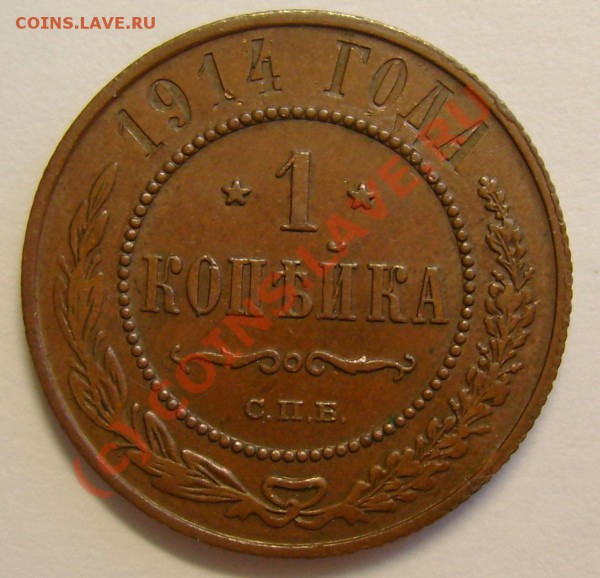 COINS.LAVE.RU
1914 ГОДА
* 1 *
КОПѢЙКА
С.П.Б.
(c) COINS.LAVE.RU